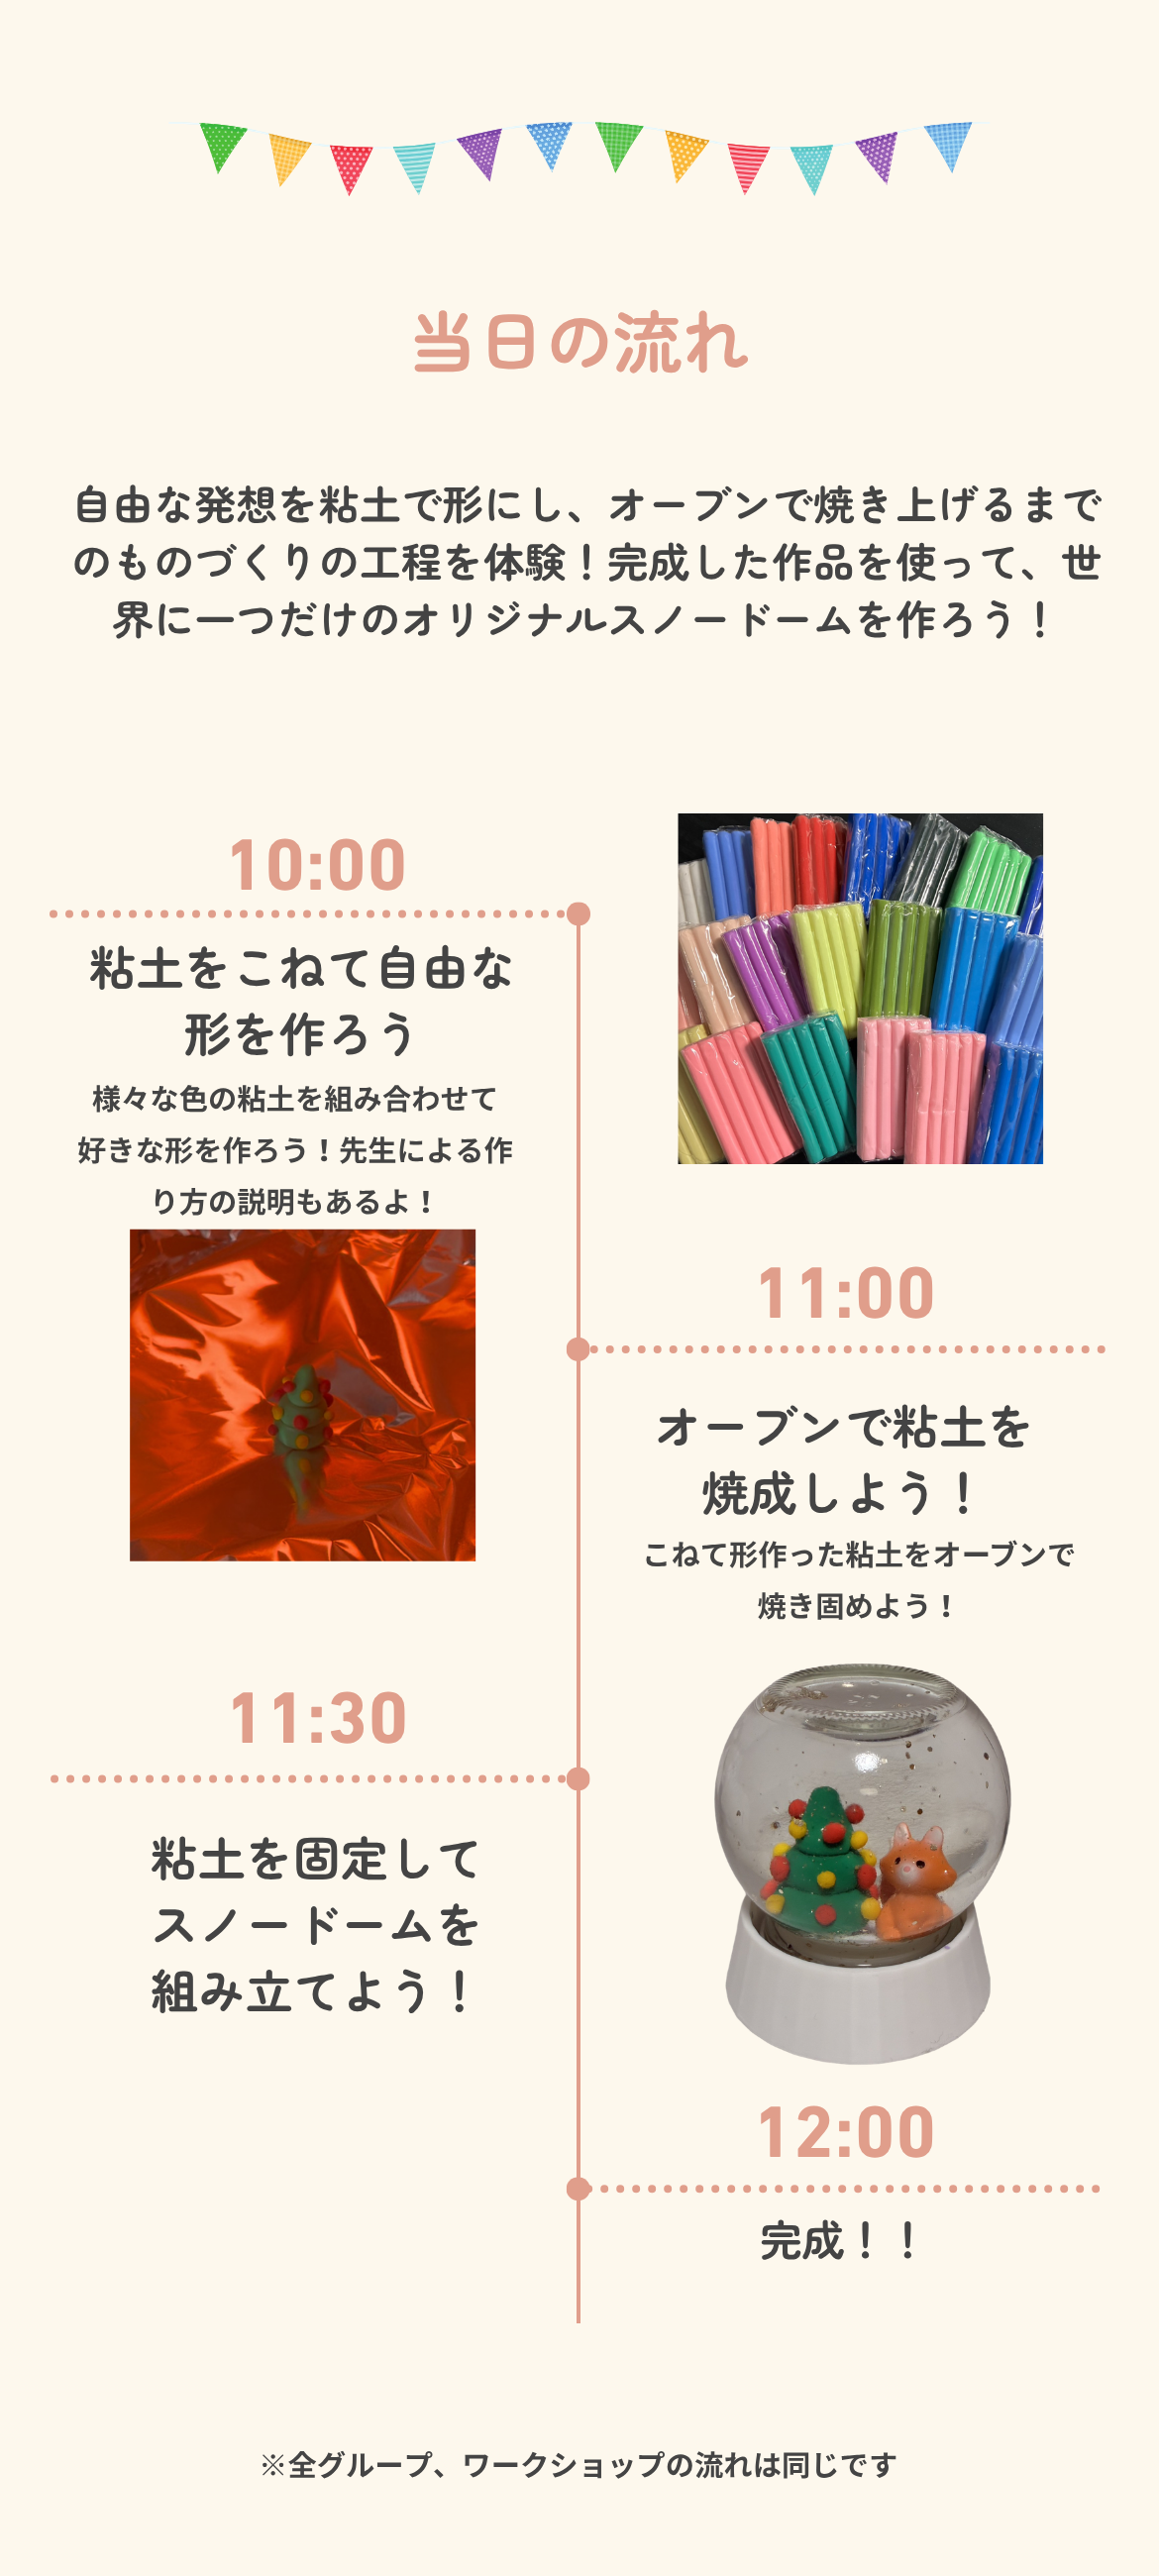 当日の流れ
自由な発想を粘土で形にし、オーブンで焼き上げるまで
のものづくりの工程を体験！完成した作品を使って、世
界に一つだけのオリジナルスノードームを作ろう！
10:00
粘土をこねて自由な
形を作ろう
様々な色の粘土を組み合わせて
好きな形を作ろう！先生による作
り方の説明もあるよ！
11:00
オーブンで粘土を
焼成しよう！
こねて形作った粘土をオーブンで
焼き固めよう！
11:30
粘土を固定して
スノードームを
組み立てよう！
12:00
完成！！
※全グループ、ワークショップの流れは同じです